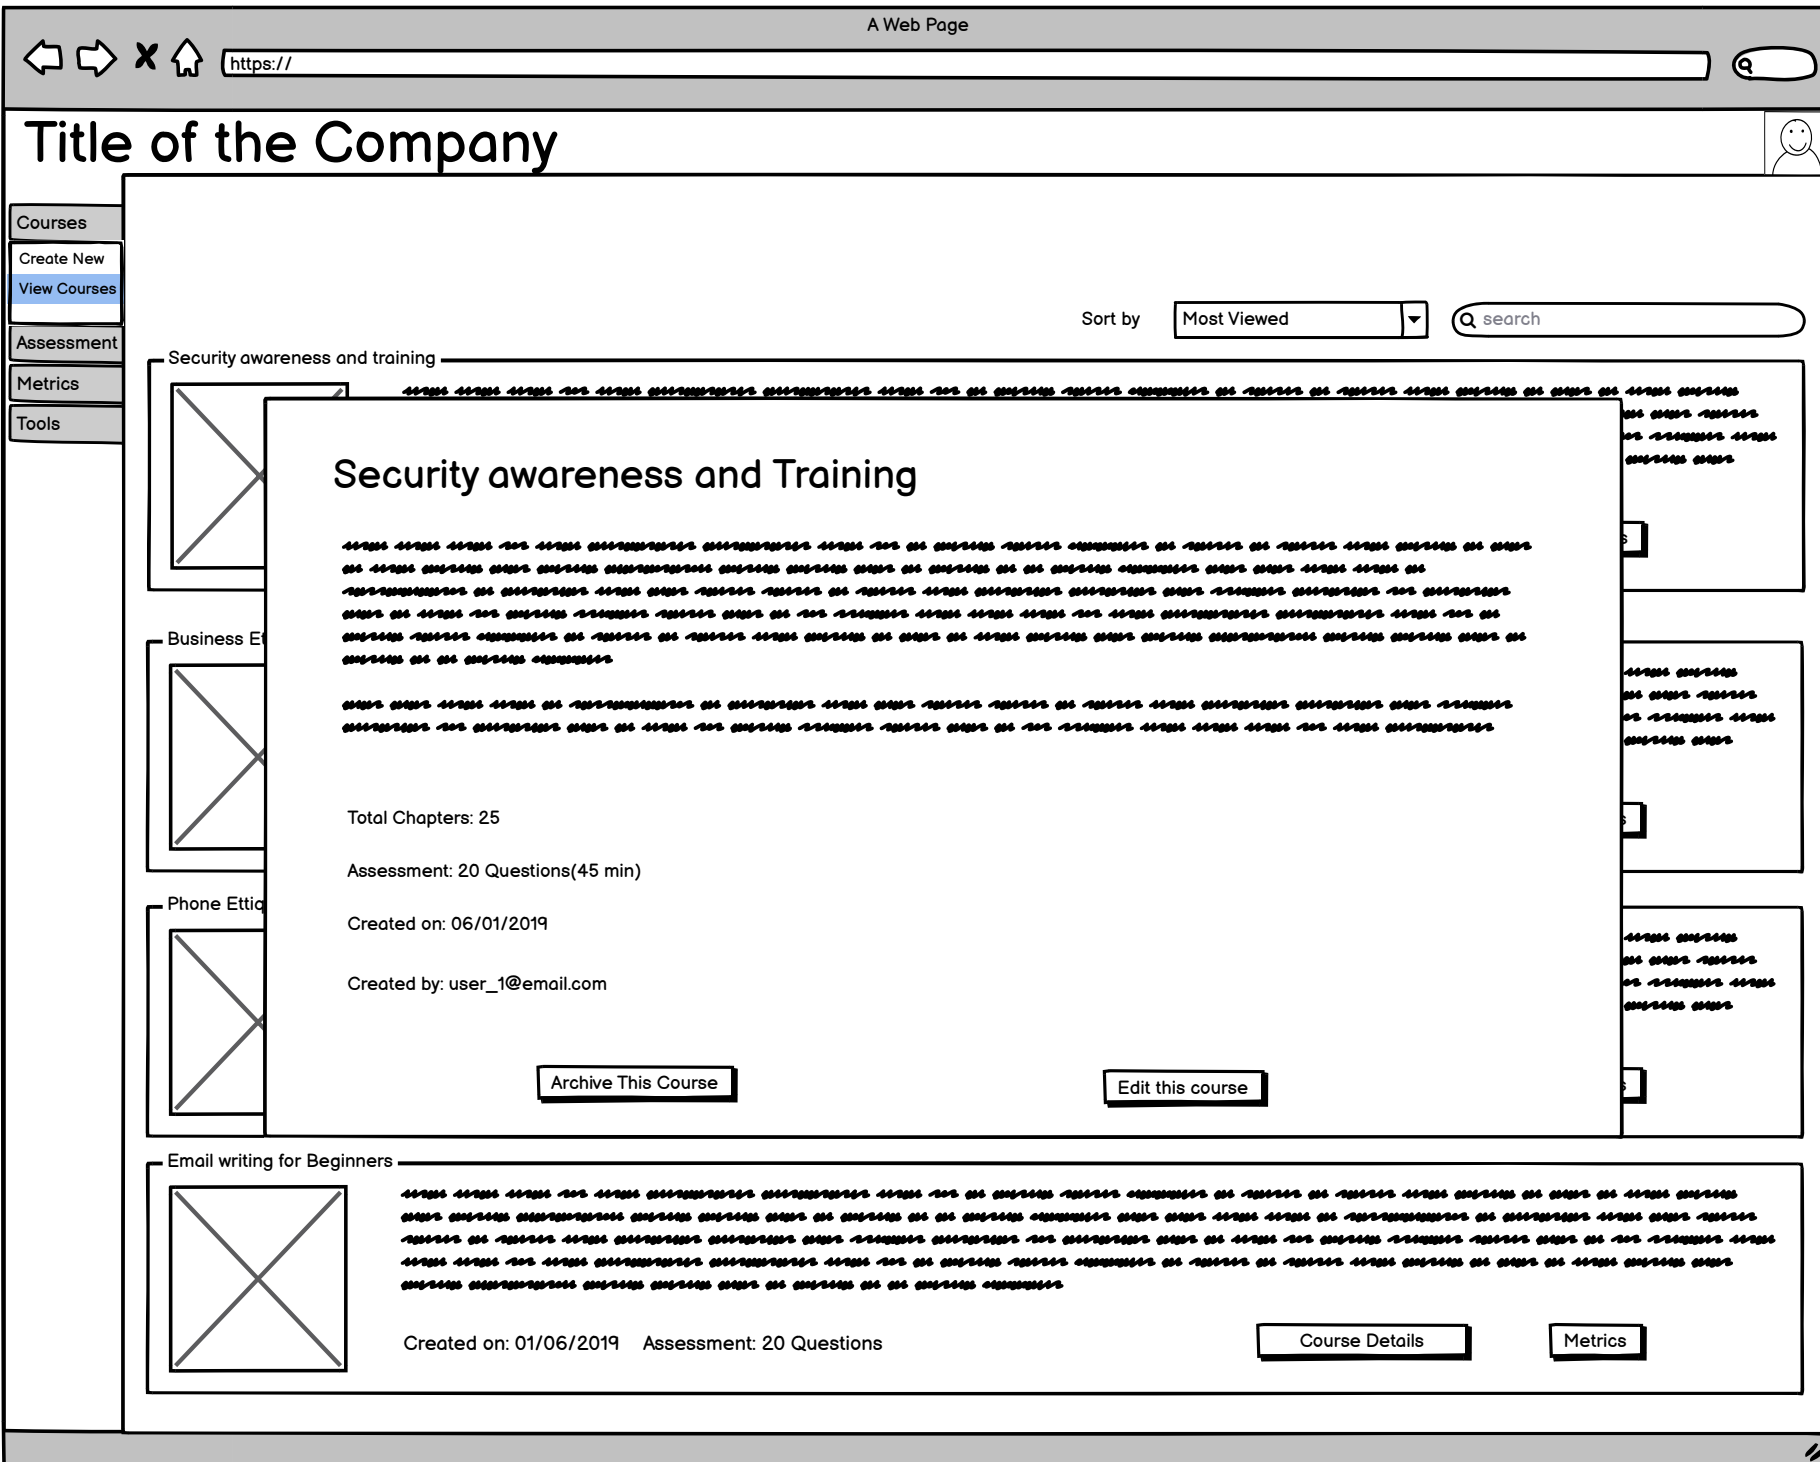 A Web Page
https://
Title of the Company
Courses
Create New
View Courses
Assessment
Metrics
Tools
Sort by
Most Viewed
search
Security awareness and training
Security awareness and Training
Business
Phone
Total Chapters: 25
Assessment: 20 Questions(45 min)
Created on: 06/01/2019
Created by: user_1@email.com
Archive This Course
Edit this course
Email writing for Beginners
Created on: 01/06/2019 Assessment: 20 Questions
Course Details
Metrics